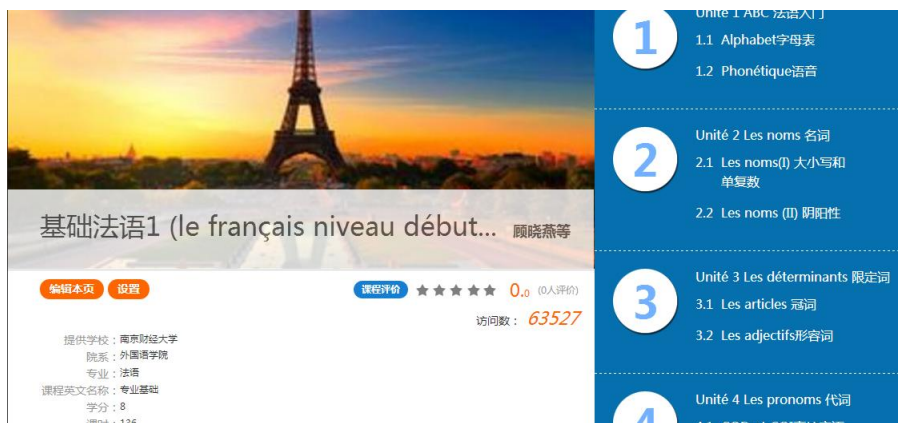 基础法语1 (le français niveau début... 顾晓燕等
编辑本页 设置
课程评价 0.0 (0人评价)
访问数： 63527
提供学校：南京财经大学
院系：外国语学院
专业：法语
课程英文名称：专业基础
学分：8
课时：136
1
Unité 1 ABC 法语入门
1.1 Alphabet字母表
1.2 Phonétique语音
2
Unité 2 Les noms 名词
2.1 Les noms(I) 大小写和
单复数
2.2 Les noms (II) 阴阳性
3
Unité 3 Les déterminants 限定词
3.1 Les articles 冠词
3.2 Les adjectifs形容词
4
Unité 4 Les pronoms 代词